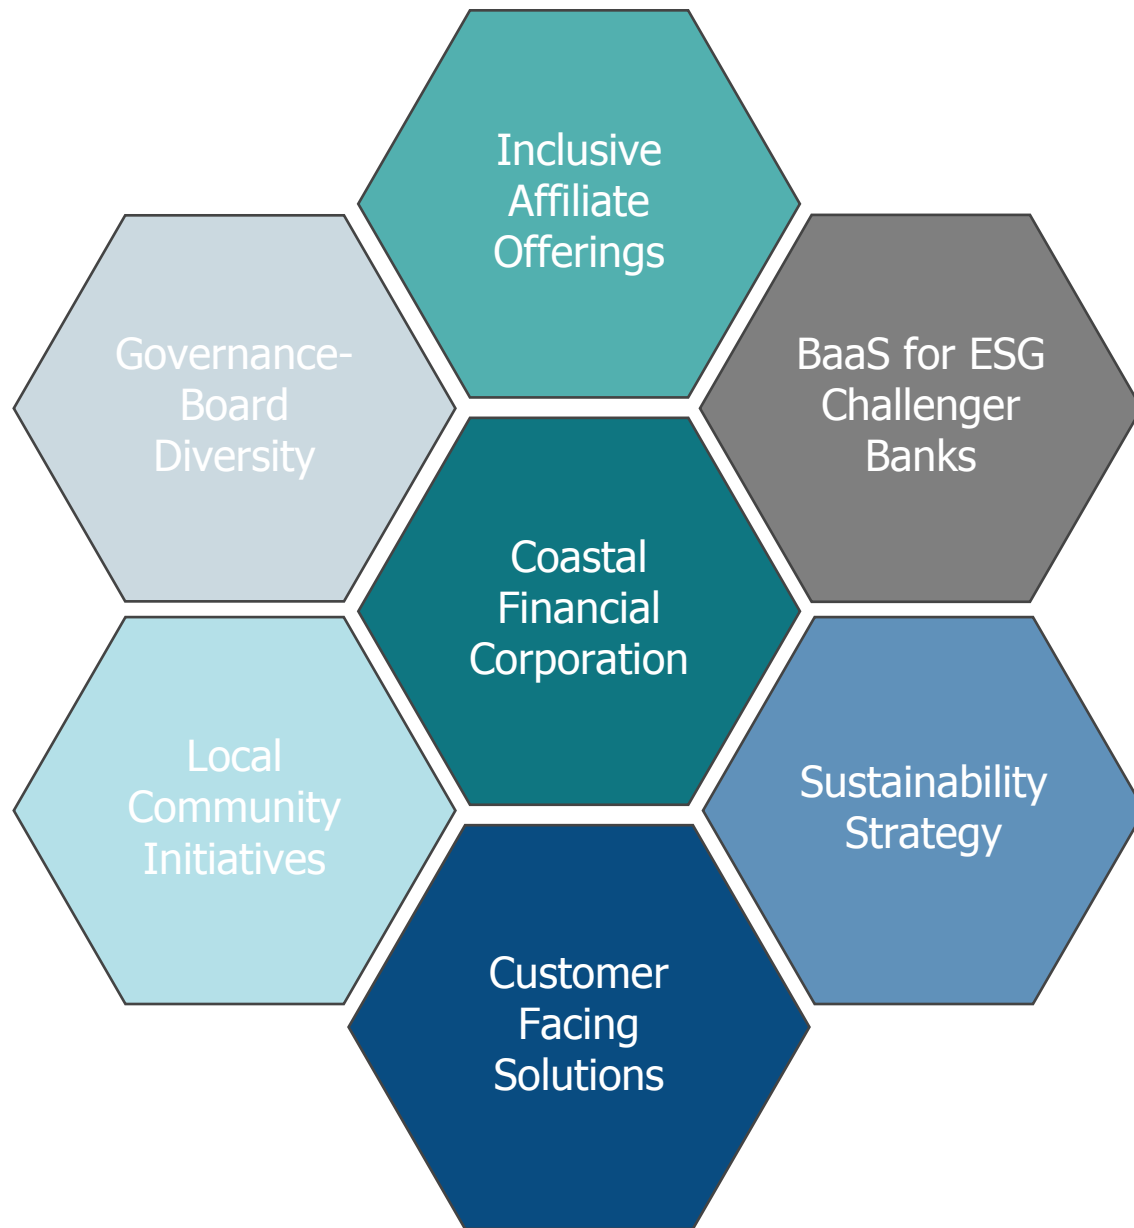 Inclusive
Affiliate
Offerings
Governance-
Board
Diversity
BaaS for ESG
Challenger
Banks
Coastal
Financial
Corporation
Local
Community
Initiatives
Sustainability
Strategy
Customer
Facing
Solutions